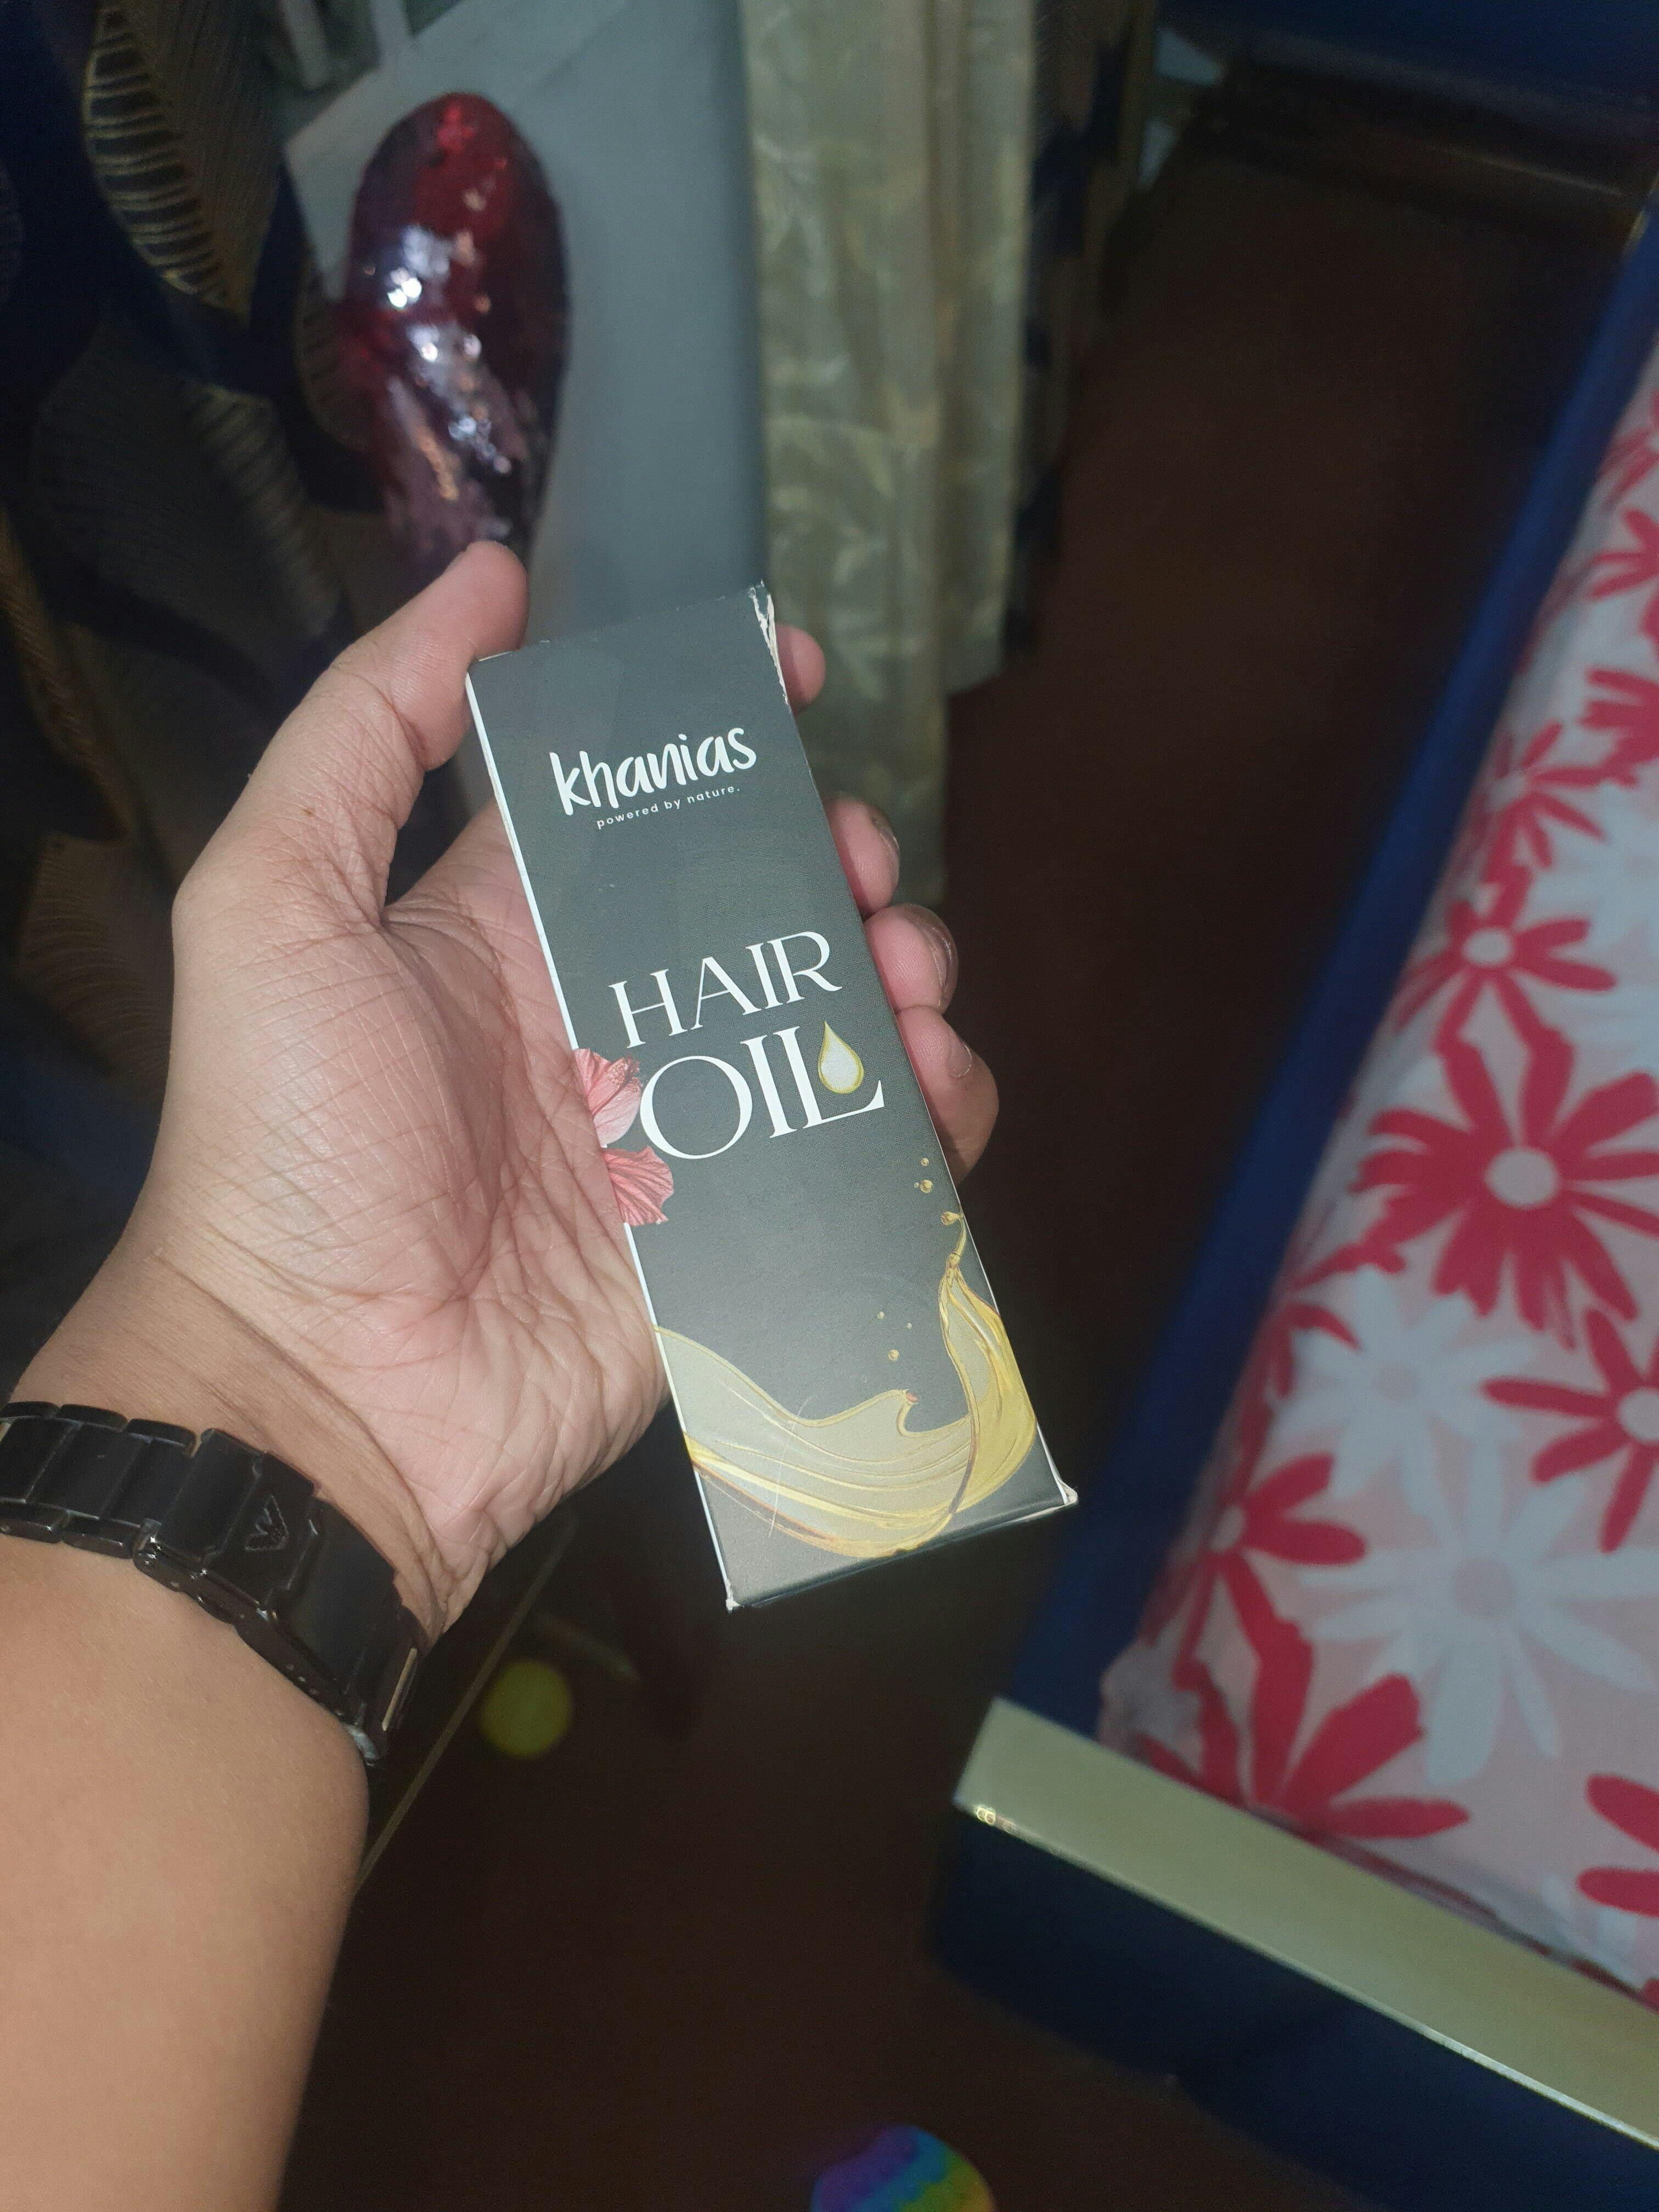 khanias
powered by nature.
HAIR
OIL